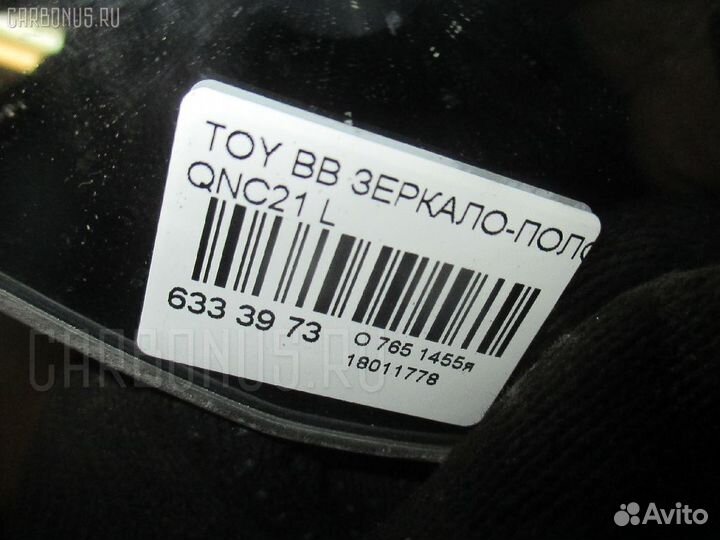 CARBONUS.RU
TOY BB ЗЕРКАЛО-ПОЛО
QNC21 L
633 39 73
O 765 1455я
18011778
CARBONUS.RU
Avito